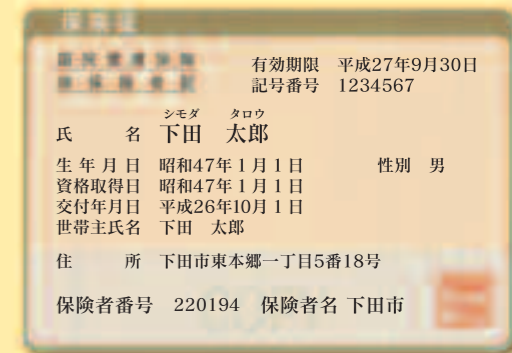 有効期限　平成27年9月30日
記号番号　1234567
シモダ　タロウ
氏　名　下田　太郎
生年月日　昭和47年1月1日　性別　男
資格取得日　昭和47年1月1日
交付年月日　平成26年10月1日
世帯主氏名　下田　太郎
住　所　下田市東本郷一丁目5番18号
保険者番号　220194　保険者名 下田市